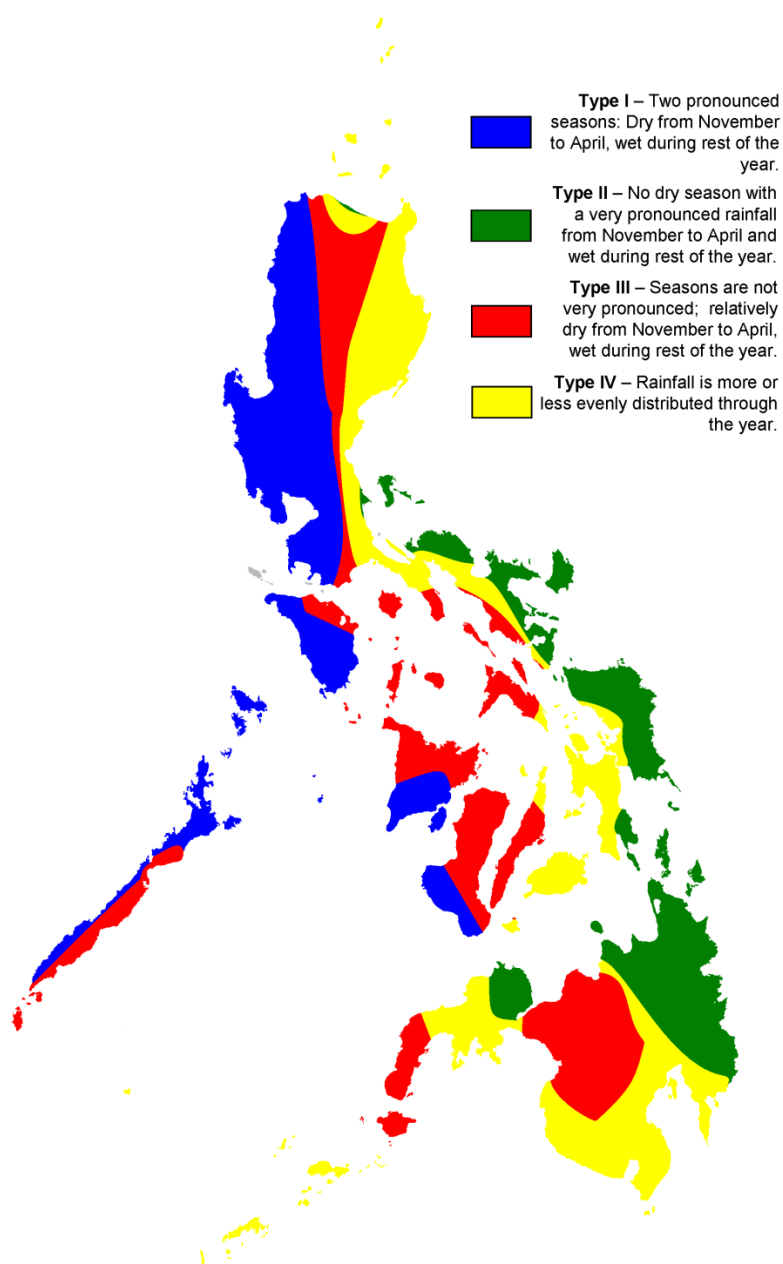 Type I – Two pronounced
seasons: Dry from November
to April, wet during rest of the
year.
Type II – No dry season with
a very pronounced rainfall
from November to April and
wet during rest of the year.
Type III – Seasons are not
very pronounced; relatively
dry from November to April,
wet during rest of the year.
Type IV – Rainfall is more or
less evenly distributed through
the year.